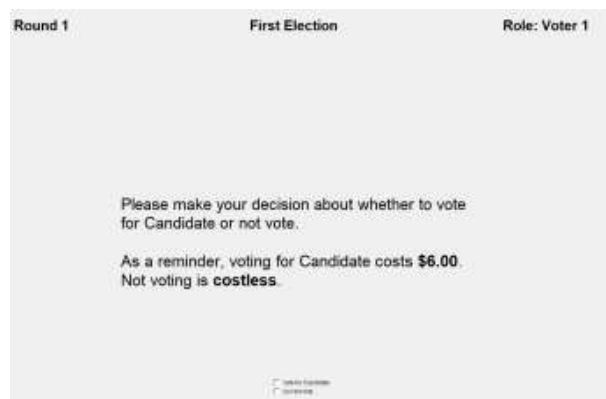 Round 1
First Election
Role: Voter 1
Please make your decision about whether to vote
for Candidate or not vote.
As a reminder, voting for Candidate costs $6.00.
Not voting is costless.